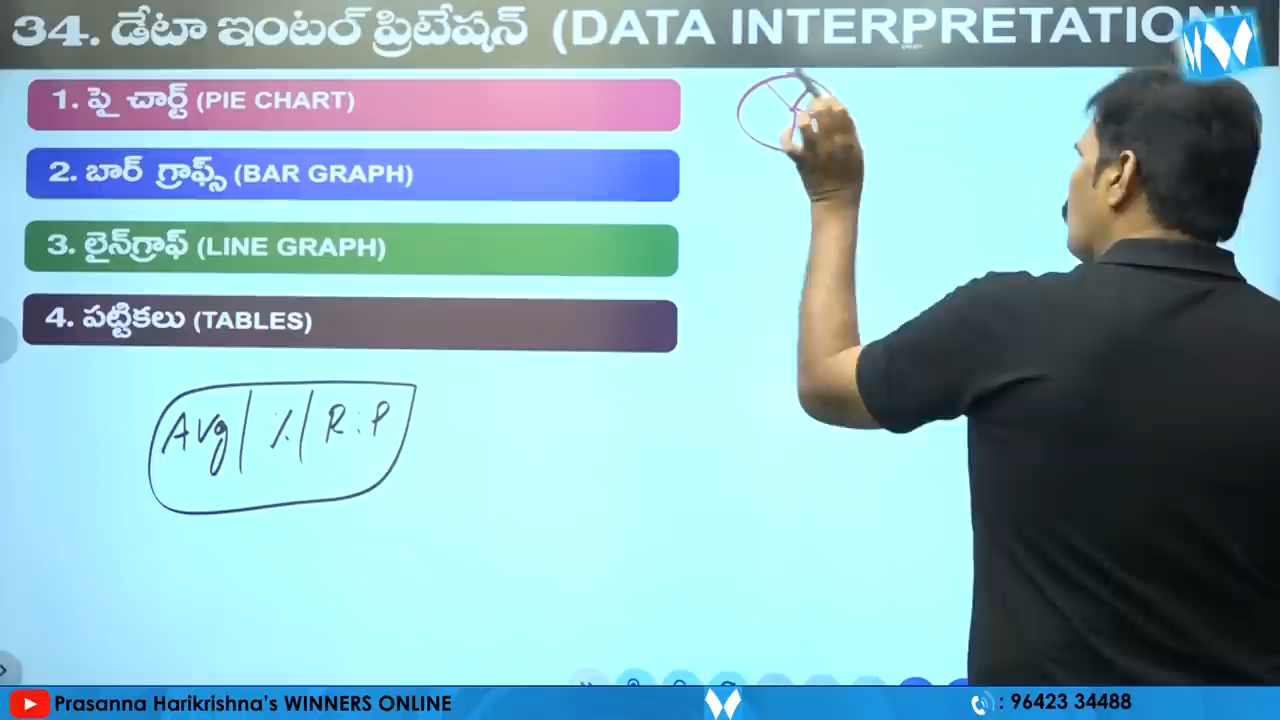 34. డేటా ఇంటర్ ప్రిటేషన్ (DATA INTERPRETATION)
1. పై చార్ట్ (PIE CHART)
2. బార్ గ్రాఫ్స్ (BAR GRAPH)
3. లైన్‌గ్రాఫ్ (LINE GRAPH)
4. పట్టికలు (TABLES)
Avg / % / R:P
Prasanna Harikrishna's WINNERS ONLINE
: 96423 34488